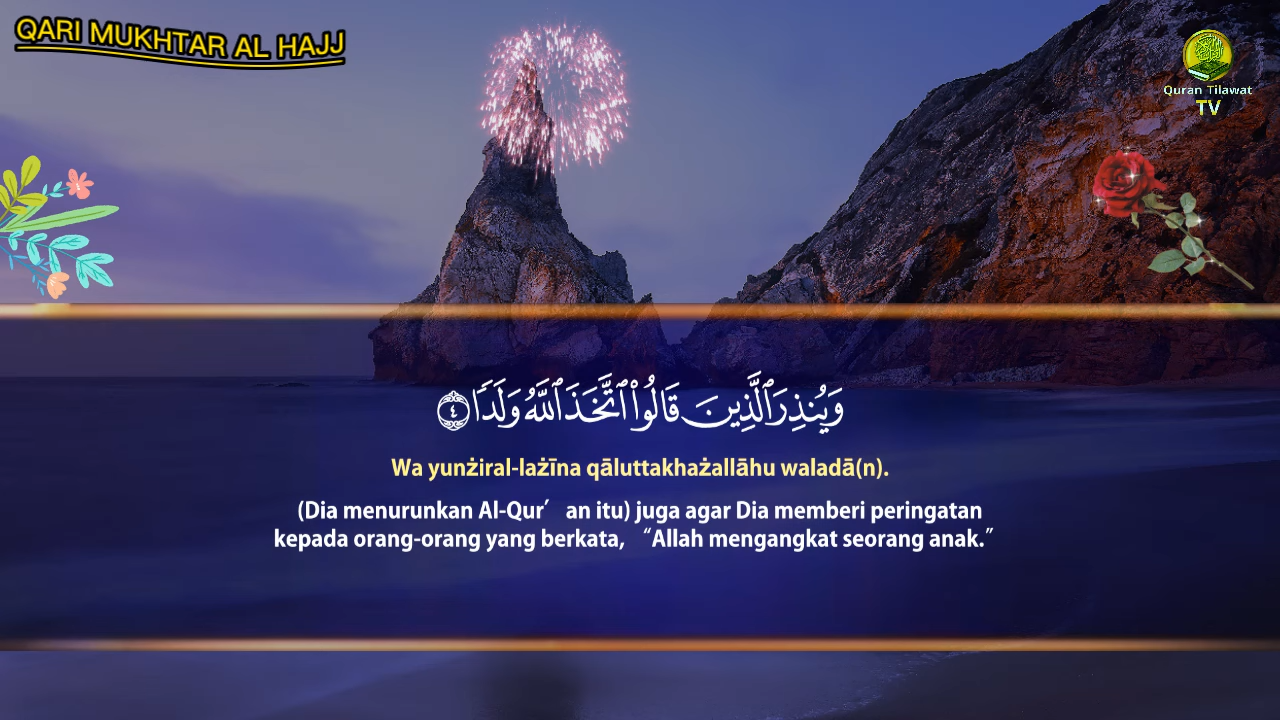 QARI MUKHTAR AL HAJJ
Quran Tilawat
TV
وَيُنذِرَ ٱلَّذِينَ قَالُوا۟ ٱتَّخَذَ ٱللَّهُ وَلَدًا ٤
Wa yunżiral-lażīna qāluttakhażallāhu waladā(n).
(Dia menurunkan Al-Qur’an itu) juga agar Dia memberi peringatan
kepada orang-orang yang berkata, “Allah mengangkat seorang anak.”